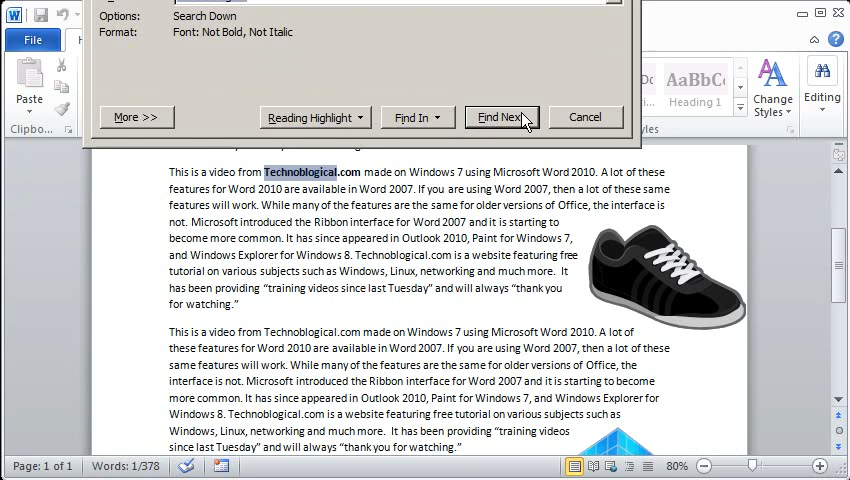 File
Options: Search Down
Format: Font: Not Bold, Not Italic
More >> Reading Highlight Find In Find Next Cancel
Paste
AaBbC
Heading 1
Change
Styles
Editing
Clipboa...
This is a video from Technoblogical.com made on Windows 7 using Microsoft Word 2010. A lot of these
features for Word 2010 are available in Word 2007. If you are using Word 2007, then a lot of these same
features will work. While many of the features are the same for older versions of Office, the interface is
not. Microsoft introduced the Ribbon interface for Word 2007 and it is starting to
become more common. It has since appeared in Outlook 2010, Paint for Windows 7,
and Windows Explorer for Windows 8. Technoblogical.com is a website featuring free
tutorial on various subjects such as Windows, Linux, networking and much more. It
has been providing “training videos since last Tuesday” and will always “thank you
for watching.”
This is a video from Technoblogical.com made on Windows 7 using Microsoft Word 2010. A lot of
these features for Word 2010 are available in Word 2007. If you are using Word 2007, then a lot of
these same features will work. While many of the features are the same for older versions of Office, the
interface is not. Microsoft introduced the Ribbon interface for Word 2007 and it is starting to become
more common. It has since appeared in Outlook 2010, Paint for Windows 7, and Windows Explorer for
Windows 8. Technoblogical.com is a website featuring free tutorial on various subjects such as
Windows, Linux, networking and much more. It has been providing “training videos
since last Tuesday” and will always “thank you for watching.”
Page: 1 of 1 Words: 1/378 80%